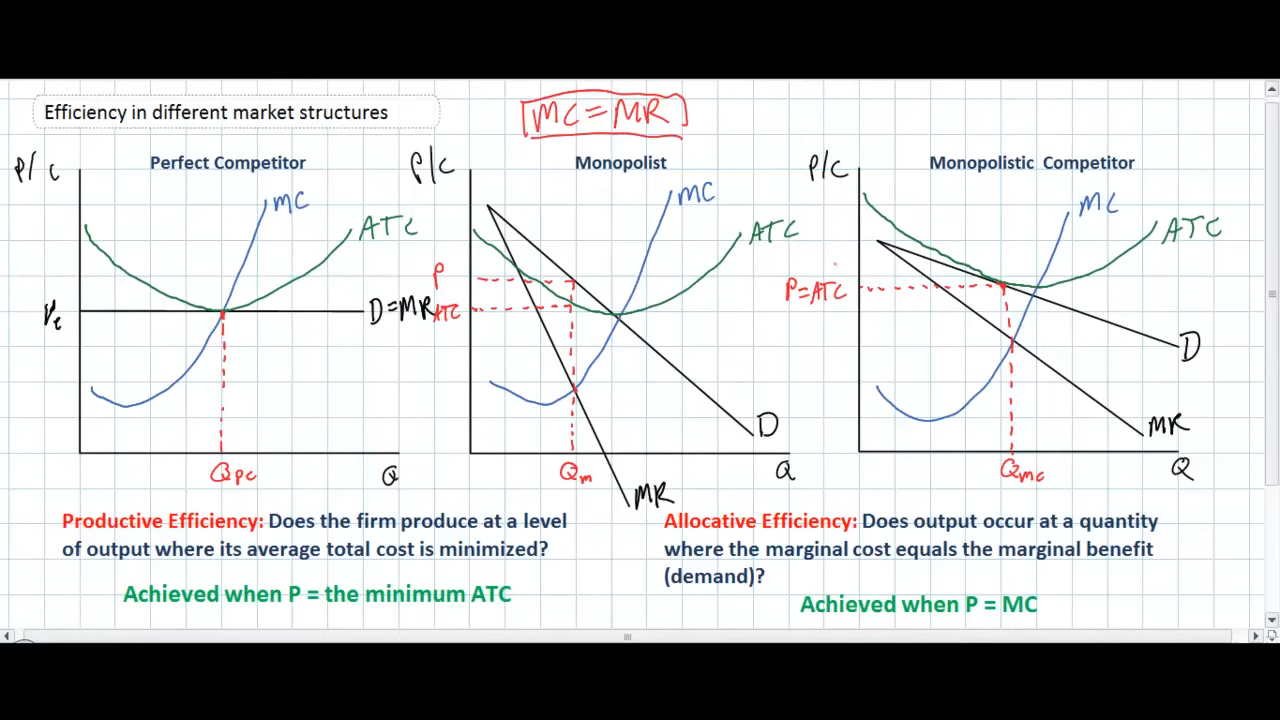 Efficiency in different market structures
MC = MR
Perfect Competitor
Monopolist
Monopolistic Competitor
P/C
MC
ATC
D=MR
Qpc
Q
P/C
MC
ATC
P
ATC
D
Qm
Q
MR
P/C
MC
ATC
P=ATC
D
MR
Qmc
Q
Productive Efficiency: Does the firm produce at a level
of output where its average total cost is minimized?
Achieved when P = the minimum ATC
Allocative Efficiency: Does output occur at a quantity
where the marginal cost equals the marginal benefit
(demand)?
Achieved when P = MC